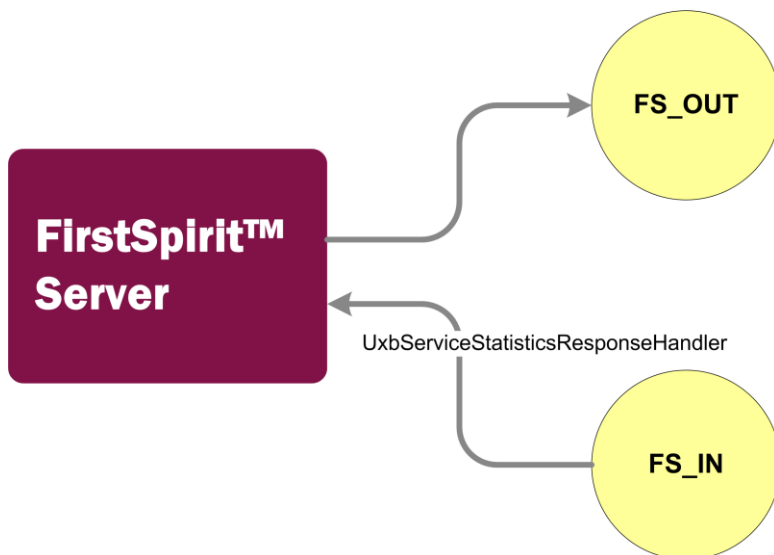 FS_OUT
FirstSpirit™
Server
UxbServiceStatisticsResponseHandler
FS_IN